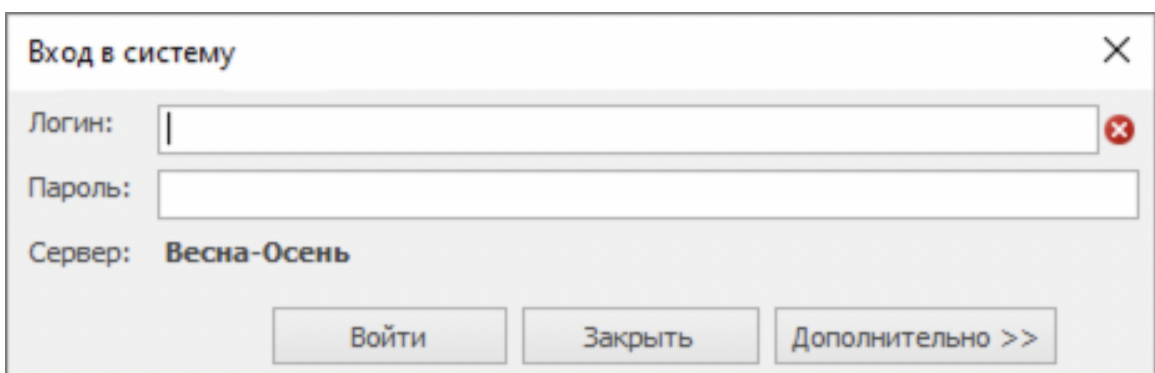 Вход в систему
Логин:
Пароль:
Сервер: Весна-Осень
Войти Закрыть Дополнительно >>